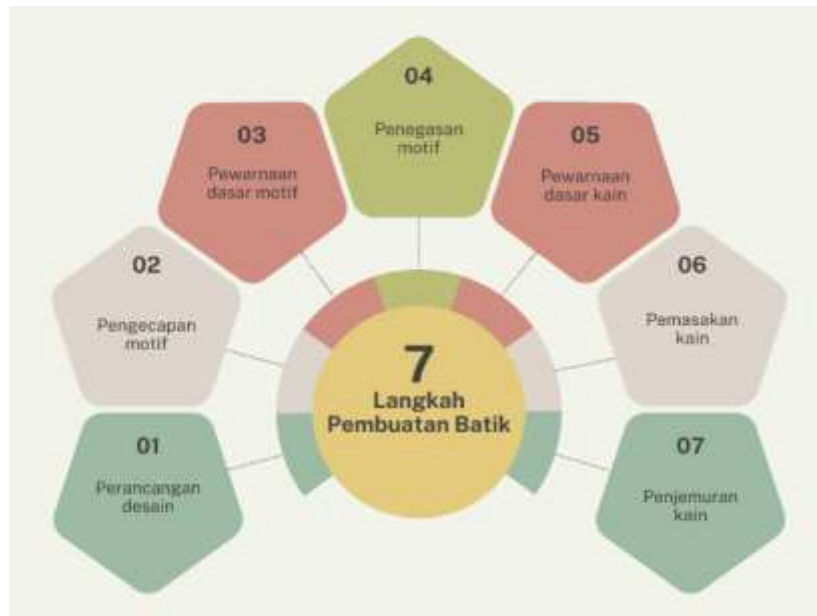 7
Langkah
Pembuatan Batik
01
Perancangan
desain
02
Pengecapan
motif
03
Pewarnaan
dasar motif
04
Penegasan
motif
05
Pewarnaan
dasar kain
06
Pemasakan
kain
07
Penjemuran
kain